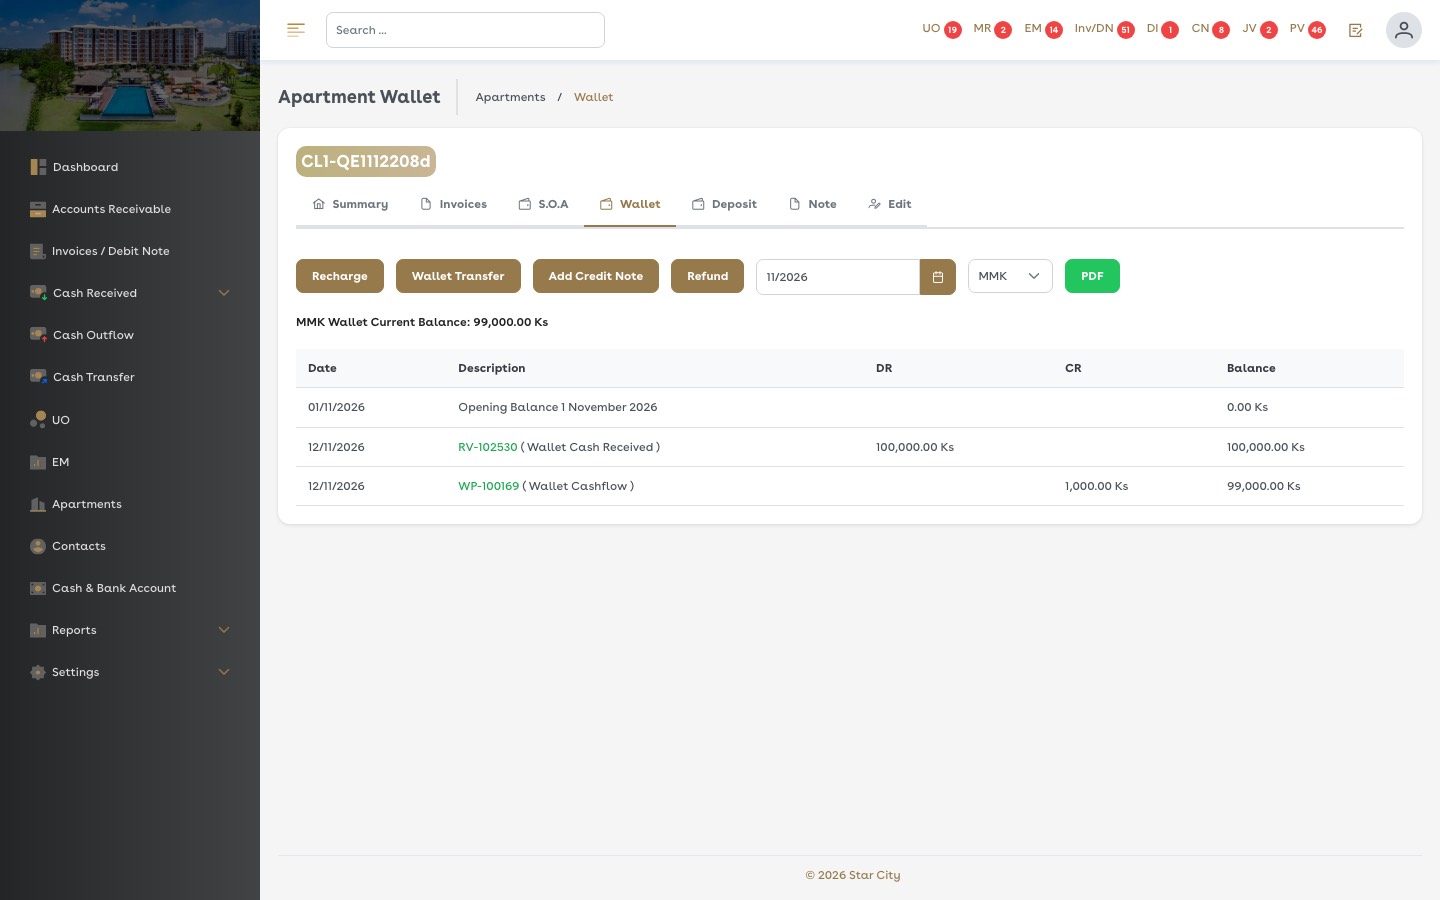 Search ...
UO 19 MR 2 EM 14 Inv/DN 51 DI 1 CN 8 JV 2 PV 46
Dashboard
Accounts Receivable
Invoices / Debit Note
Cash Received
Cash Outflow
Cash Transfer
UO
EM
Apartments
Contacts
Cash & Bank Account
Reports
Settings
Apartment Wallet
Apartments / Wallet
CL1-QE1112208d
Summary Invoices S.O.A Wallet Deposit Note Edit
Recharge Wallet Transfer Add Credit Note Refund 11/2026 MMK PDF
MMK Wallet Current Balance: 99,000.00 Ks
Date Description DR CR Balance
01/11/2026 Opening Balance 1 November 2026 0.00 Ks
12/11/2026 RV-102530 ( Wallet Cash Received ) 100,000.00 Ks 100,000.00 Ks
12/11/2026 WP-100169 ( Wallet Cashflow ) 1,000.00 Ks 99,000.00 Ks
© 2026 Star City